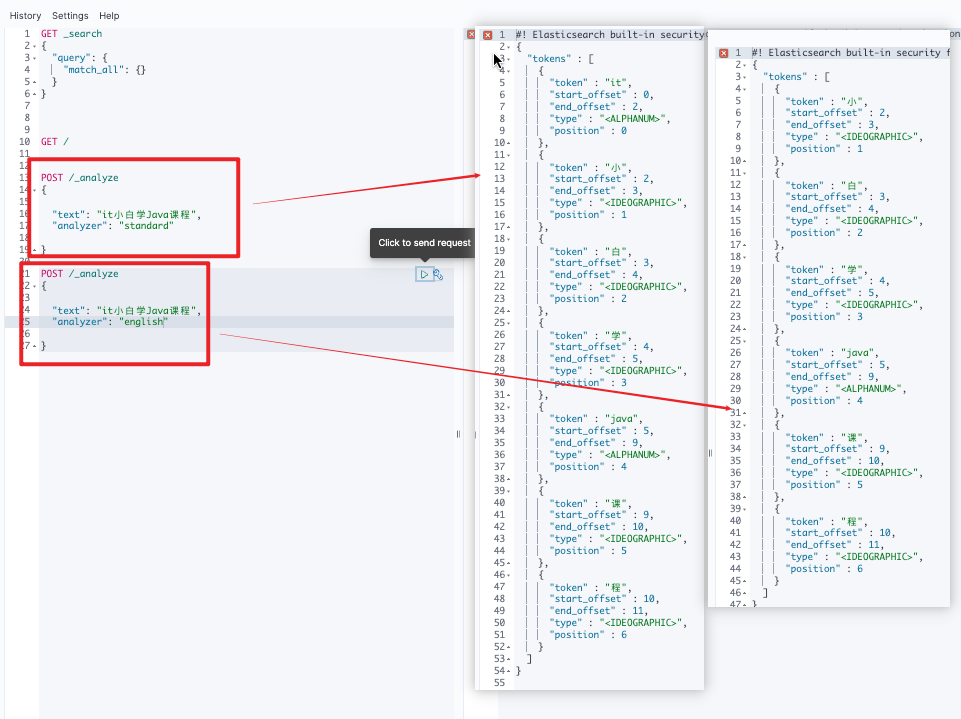 History Settings Help
1 GET _search
2 {
3 "query": {
4 "match_all": {}
5 }
6 }
7
8
9
10 GET /
11
12
13 POST /_analyze
14 {
15
16 "text": "it小白学Java课程",
17 "analyzer": "standard"
18
19 }
20
21 POST /_analyze
22 {
23
24 "text": "it小白学Java课程",
25 "analyzer": "english"
26
27 }
Click to send request
1 #! Elasticsearch built-in security
2 {
3 "tokens" : [
4 {
5 "token" : "it",
6 "start_offset" : 0,
7 "end_offset" : 2,
8 "type" : "<ALPHANUM>",
9 "position" : 0
10 },
11 {
12 "token" : "小",
13 "start_offset" : 2,
14 "end_offset" : 3,
15 "type" : "<IDEOGRAPHIC>",
16 "position" : 1
17 },
18 {
19 "token" : "白",
20 "start_offset" : 3,
21 "end_offset" : 4,
22 "type" : "<IDEOGRAPHIC>",
23 "position" : 2
24 },
25 {
26 "token" : "学",
27 "start_offset" : 4,
28 "end_offset" : 5,
29 "type" : "<IDEOGRAPHIC>",
30 "position" : 3
31 },
32 {
33 "token" : "java",
34 "start_offset" : 5,
35 "end_offset" : 9,
36 "type" : "<ALPHANUM>",
37 "position" : 4
38 },
39 {
40 "token" : "课",
41 "start_offset" : 9,
42 "end_offset" : 10,
43 "type" : "<IDEOGRAPHIC>",
44 "position" : 5
45 },
46 {
47 "token" : "程",
48 "start_offset" : 10,
49 "end_offset" : 11,
50 "type" : "<IDEOGRAPHIC>",
51 "position" : 6
52 }
53 ]
54 }
55
1 #! Elasticsearch built-in security f
2 {
3 "tokens" : [
4 {
5 "token" : "小",
6 "start_offset" : 2,
7 "end_offset" : 3,
8 "type" : "<IDEOGRAPHIC>",
9 "position" : 1
10 },
11 {
12 "token" : "白",
13 "start_offset" : 3,
14 "end_offset" : 4,
15 "type" : "<IDEOGRAPHIC>",
16 "position" : 2
17 },
18 {
19 "token" : "学",
20 "start_offset" : 4,
21 "end_offset" : 5,
22 "type" : "<IDEOGRAPHIC>",
23 "position" : 3
24 },
25 {
26 "token" : "java",
27 "start_offset" : 5,
28 "end_offset" : 9,
29 "type" : "<ALPHANUM>",
30 "position" : 4
31 },
32 {
33 "token" : "课",
34 "start_offset" : 9,
35 "end_offset" : 10,
36 "type" : "<IDEOGRAPHIC>",
37 "position" : 5
38 },
39 {
40 "token" : "程",
41 "start_offset" : 10,
42 "end_offset" : 11,
43 "type" : "<IDEOGRAPHIC>",
44 "position" : 6
45 }
46 ]
47 }